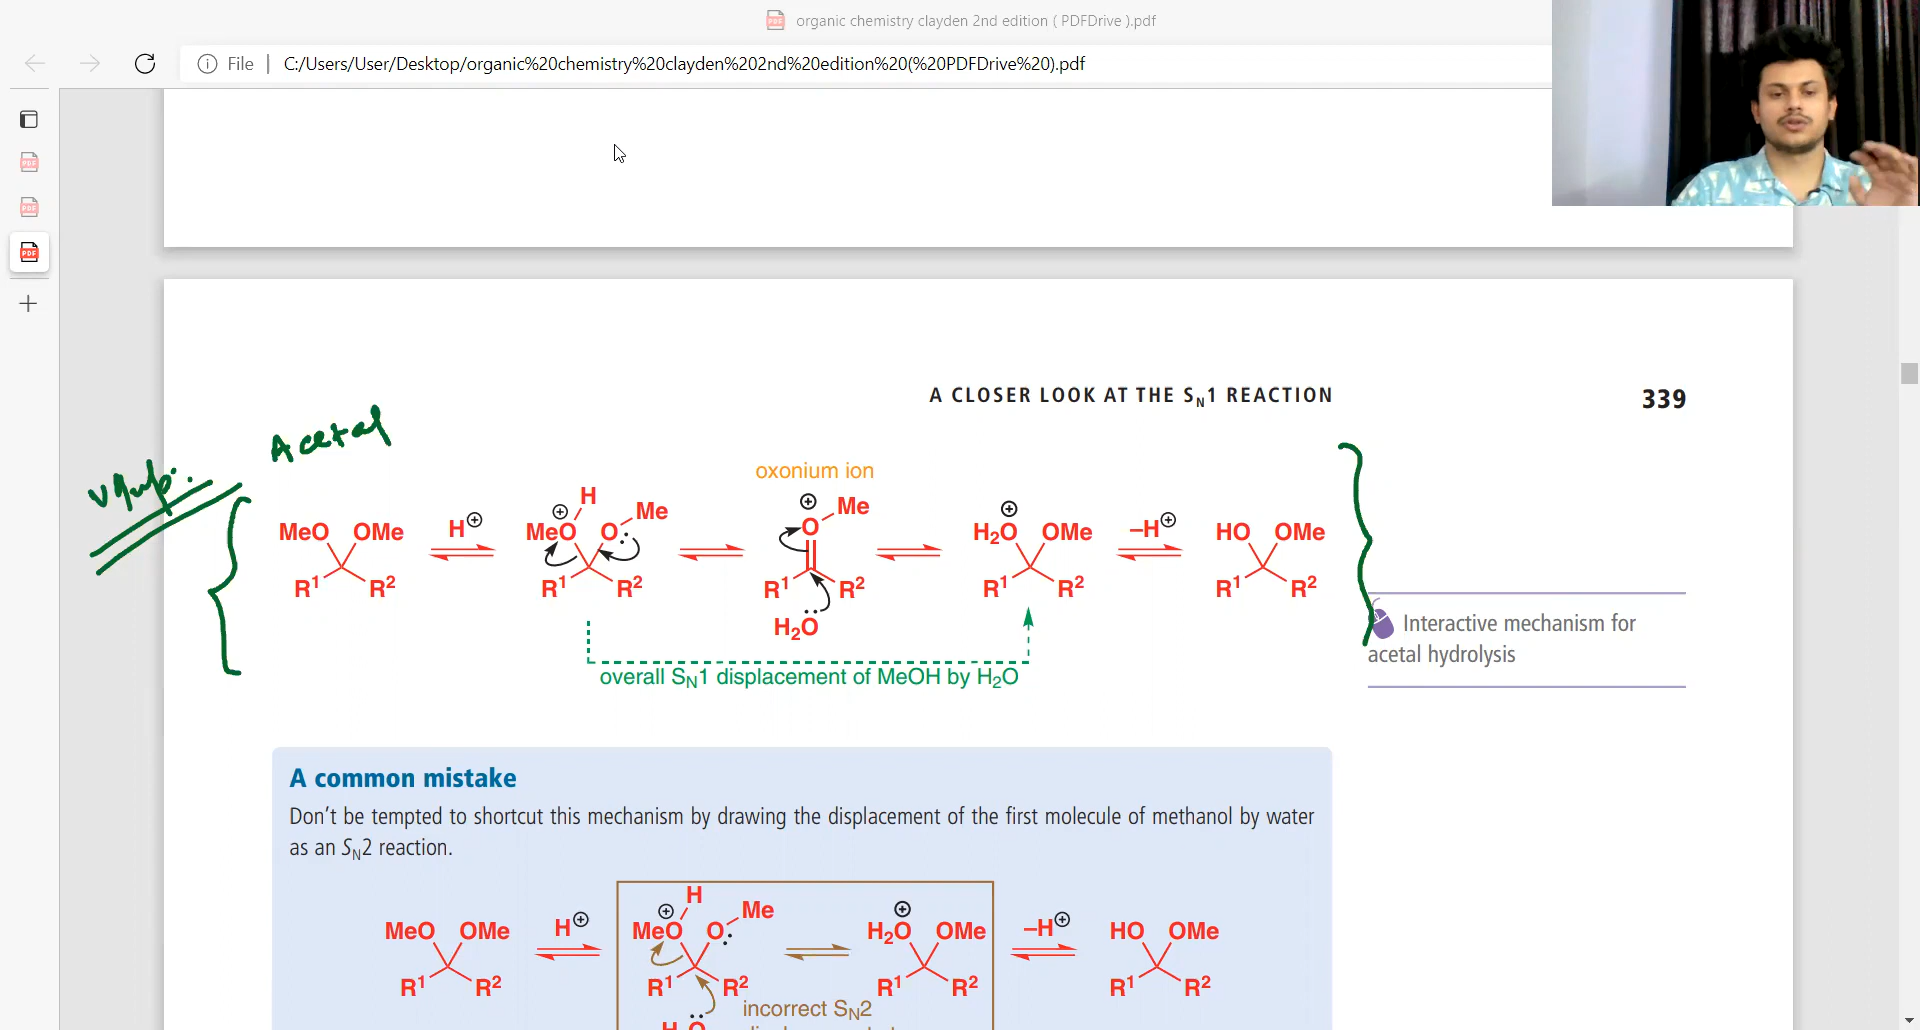 organic chemistry clayden 2nd edition ( PDFDrive ).pdf
File | C:/Users/User/Desktop/organic%20chemistry%20clayden%202nd%20edition%20(%20PDFDrive%20).pdf
A CLOSER LOOK AT THE SN1 REACTION 339
Acetal
oxonium ion
H ⊕ Me
MeO OMe H⊕ ⊕ MeO O: Me ⊕ O H2O⊕ OMe –H⊕ HO OMe
R1 R2 R1 R2 R1 R2 R1 R2 R1 R2
H2O
overall SN1 displacement of MeOH by H2O
Interactive mechanism for
acetal hydrolysis
A common mistake
Don't be tempted to shortcut this mechanism by drawing the displacement of the first molecule of methanol by water
as an SN2 reaction.
H
⊕ Me ⊕
MeO OMe H⊕ MeO O: H2O OMe –H⊕ HO OMe
R1 R2 R1 R2 R1 R2 R1 R2
incorrect SN2